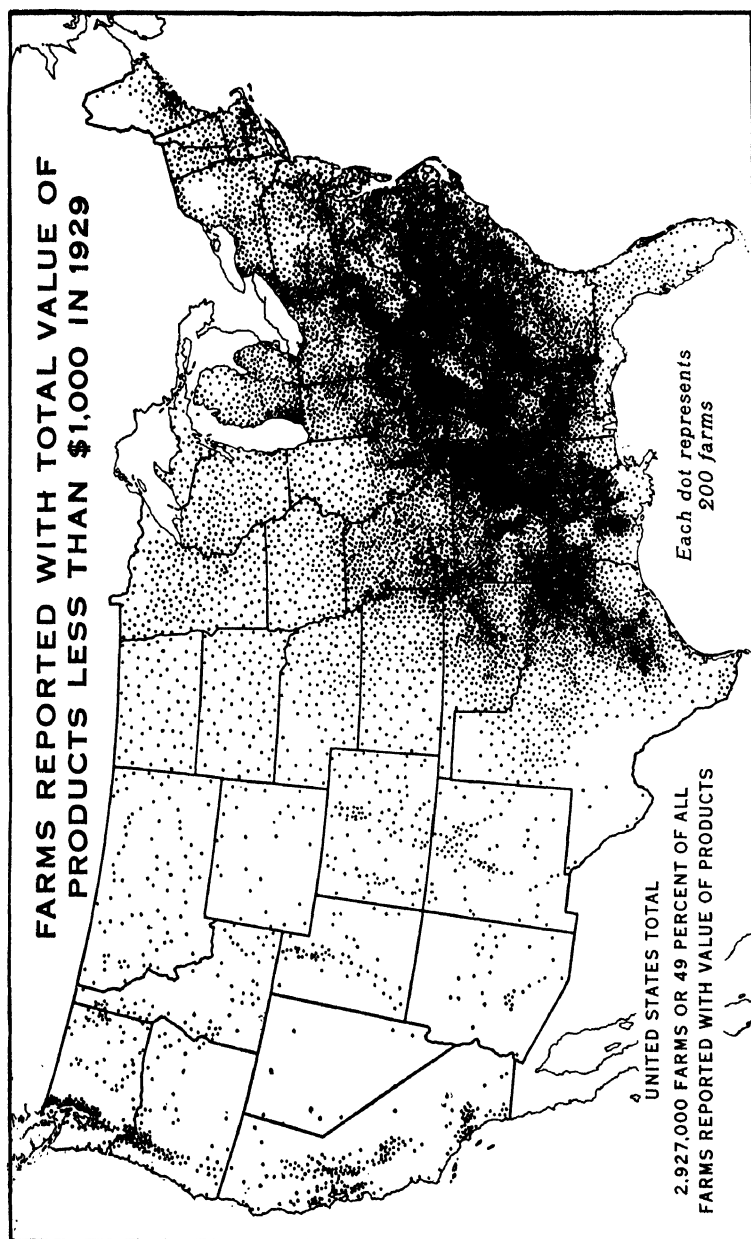 FARMS REPORTED WITH TOTAL VALUE OF
PRODUCTS LESS THAN $1,000 IN 1929
Each dot represents
200 farms
UNITED STATES TOTAL
2,927,000 FARMS OR 49 PERCENT OF ALL
FARMS REPORTED WITH VALUE OF PRODUCTS